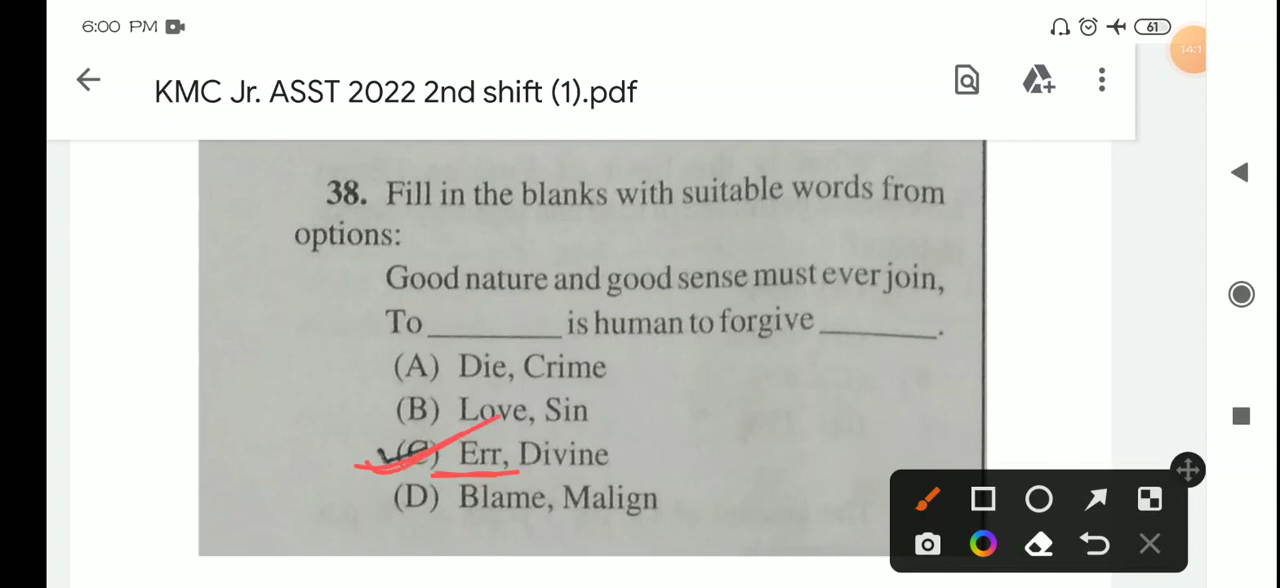 6:00 PM
61
14:1
KMC Jr. ASST 2022 2nd shift (1).pdf
38. Fill in the blanks with suitable words from
options:
Good nature and good sense must ever join,
To ________ is human to forgive ________.
(A) Die, Crime
(B) Love, Sin
(C) Err, Divine
(D) Blame, Malign